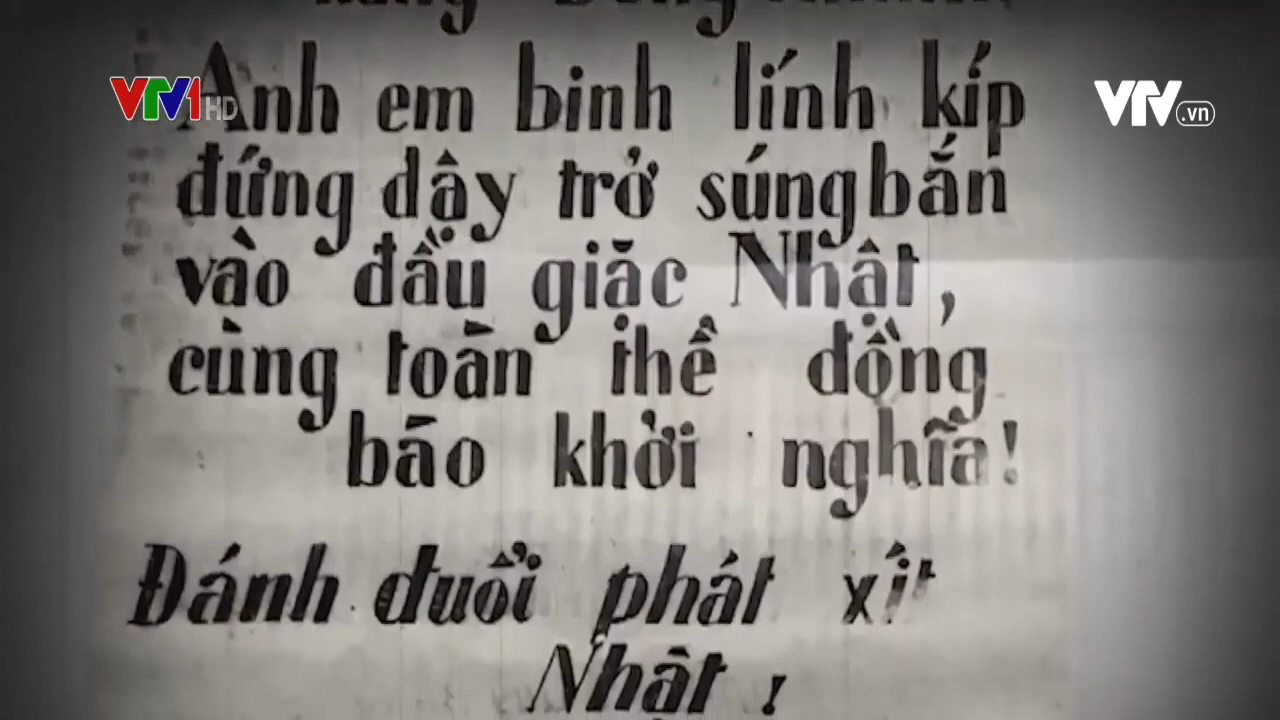 Anh em binh lính kíp
đứng dậy trở súng bắn
vào đầu giặc Nhật,
cùng toàn thể đồng
bào khởi nghĩa!
Đánh đuổi phát xít
Nhật!
VTV1 HD
VTV.vn